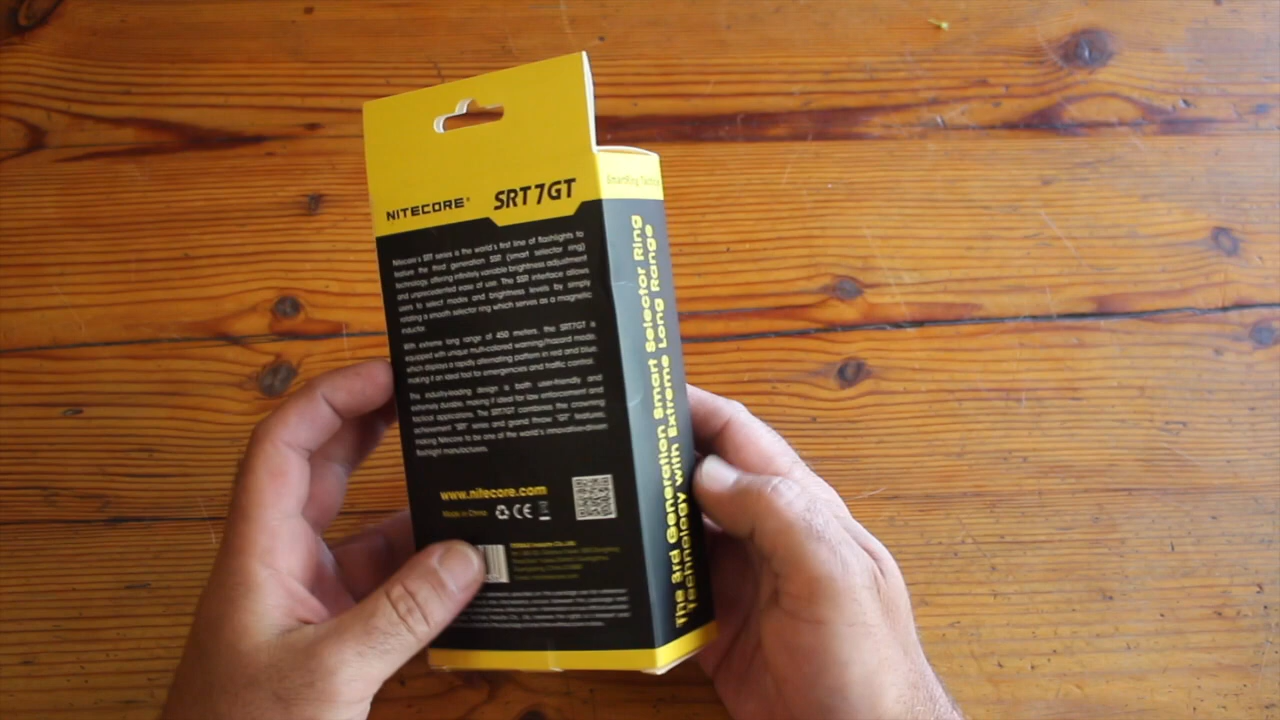 NITECORE® SRT7GT
SmartRing Tactical
Nitecore's SRT series is the world's first line of flashlights to
feature the third generation SSR (smart selector ring)
technology, offering infinitely variable brightness adjustment
and unprecedented ease of use. The SSR interface allows
users to select modes and brightness levels by simply
rotating a smooth selector ring which serves as a magnetic
inductor.
With extreme long range of 450 meters, the SRT7GT is
equipped with unique multi-colored warning/hazard mode,
which displays a rapidly alternating pattern in red and blue,
making it an ideal tool for emergencies and traffic control.
This industry-leading design is both user-friendly and
extremely durable, making it ideal for law enforcement and
tactical applications. The SRT7GT combines the crowning
achievement "SRT" series and grand throw "GT" features,
making Nitecore to be one of the world's innovative-driven
flashlight manufacturers.
www.nitecore.com
Made in China CE
The 3rd Generation Smart Selector Ring
Technology with Extreme Long Range